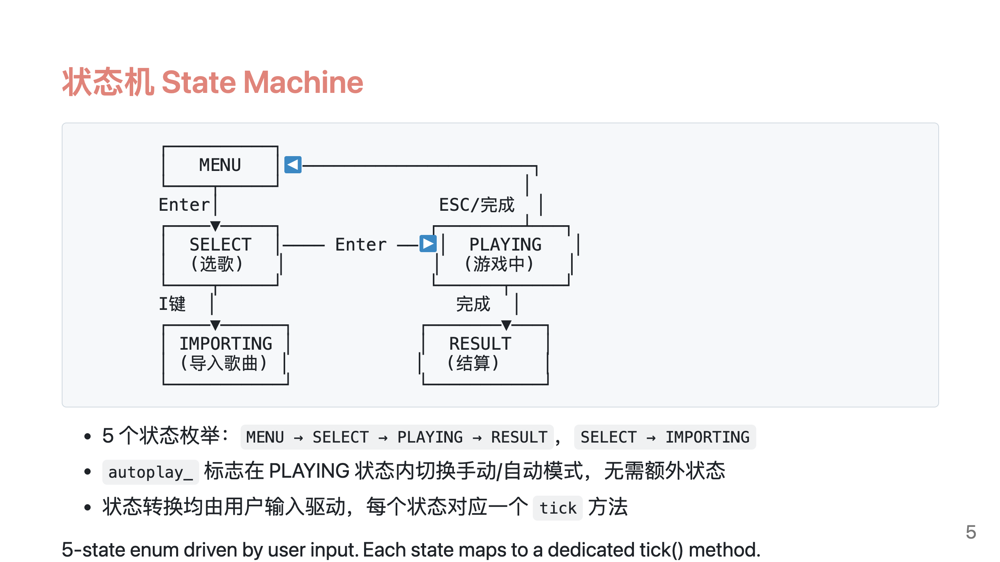 状态机 State Machine
MENU
Enter
ESC/完成
SELECT
Enter
PLAYING
(选歌)
(游戏中)
I键
完成
IMPORTING
RESULT
(导入歌曲)
(结算)
5 个状态枚举： MENU → SELECT → PLAYING → RESULT ， SELECT → IMPORTING
autoplay_ 标志在 PLAYING 状态内切换手动/自动模式，无需额外状态
状态转换均由用户输入驱动，每个状态对应一个 tick 方法
5-state enum driven by user input. Each state maps to a dedicated tick() method.
5